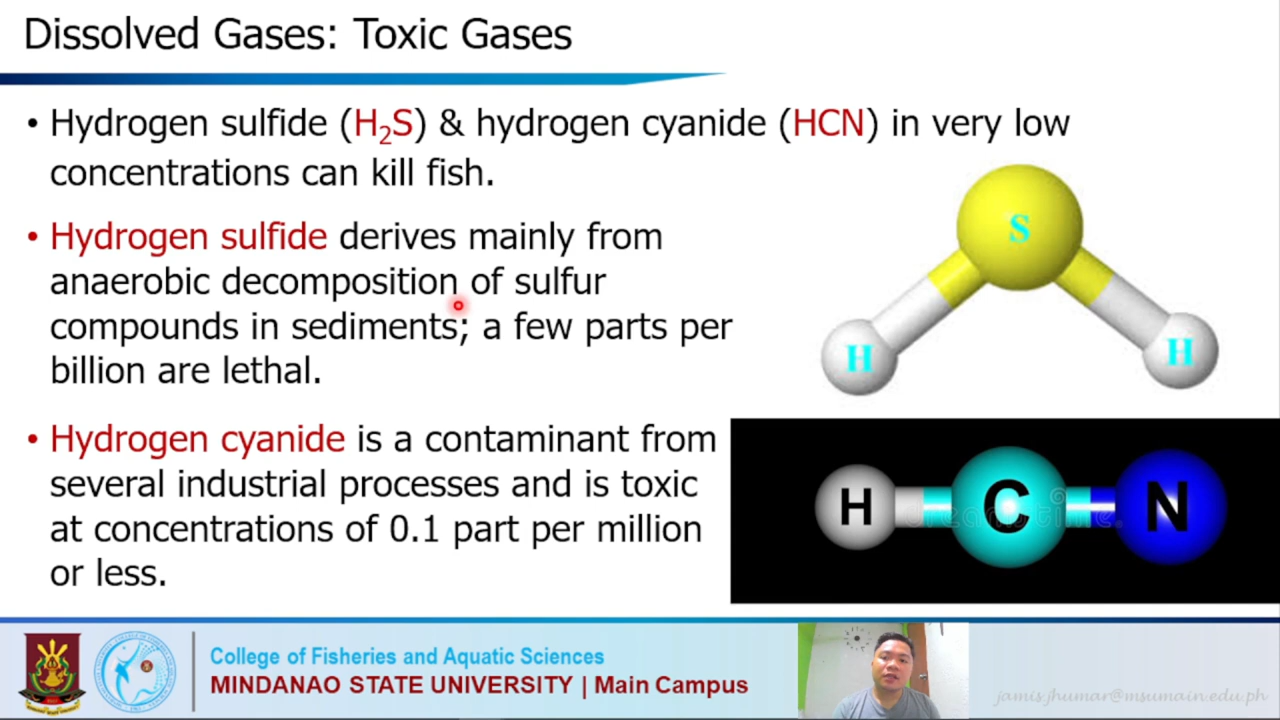 Dissolved Gases: Toxic Gases
• Hydrogen sulfide (H₂S) & hydrogen cyanide (HCN) in very low
concentrations can kill fish.
• Hydrogen sulfide derives mainly from
anaerobic decomposition of sulfur
compounds in sediments; a few parts per
billion are lethal.
• Hydrogen cyanide is a contaminant from
several industrial processes and is toxic
at concentrations of 0.1 part per million
or less.
S
H
H
H
C
N
dreamstime.
College of Fisheries and Aquatic Sciences
MINDANAO STATE UNIVERSITY | Main Campus
jamis.jhumar@msumain.edu.ph